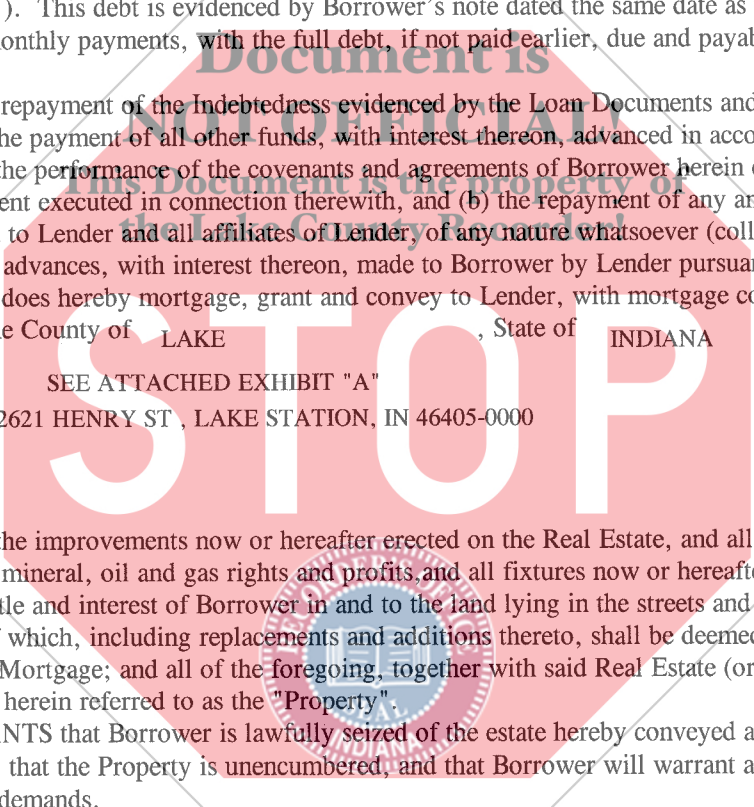 ). This debt is evidenced by Borrower's note dated the same date as
onthly payments, with the full debt, if not paid earlier, due and payab
Document is
repayment of the Indebtedness evidenced by the Loan Documents and
NOT OFFICIAL!
he payment of all other funds, with interest thereon, advanced in acco
the performance of the covenants and agreements of Borrower herein
This Document is the property of
ent executed in connection therewith, and (b) the repayment of any a
the Lake County Recorder!
to Lender and all affiliates of Lender, of any nature whatsoever (coll
advances, with interest thereon, made to Borrower by Lender pursuan
does hereby mortgage, grant and convey to Lender, with mortgage co
e County of LAKE , State of INDIANA
STOP
SEE ATTACHED EXHIBIT "A"
2621 HENRY ST , LAKE STATION, IN 46405-0000
the improvements now or hereafter erected on the Real Estate, and all
mineral, oil and gas rights and profits,and all fixtures now or hereafte
tle and interest of Borrower in and to the land lying in the streets and
which, including replacements and additions thereto, shall be deemed
Mortgage; and all of the foregoing, together with said Real Estate (or
herein referred to as the "Property".
NTS that Borrower is lawfully seized of the estate hereby conveyed a
that the Property is unencumbered, and that Borrower will warrant a
demands.
RECORDER'S OFFICE
SEAL
INDIANA